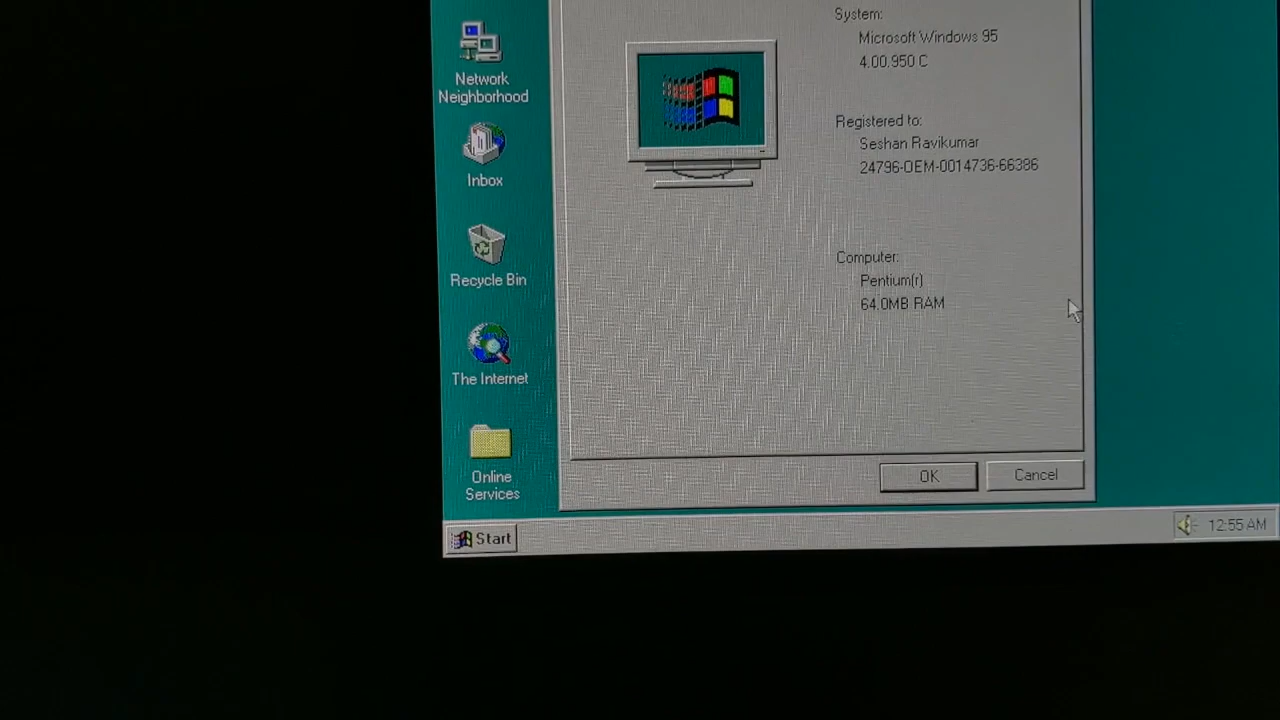 Network
Neighborhood
Inbox
Recycle Bin
The Internet
Online
Services
System:
Microsoft Windows 95
4.00.950 C
Registered to:
Seshan Ravikumar
24796-OEM-0014736-66386
Computer:
Pentium(r)
64.0MB RAM
OK
Cancel
Start
12:55 AM